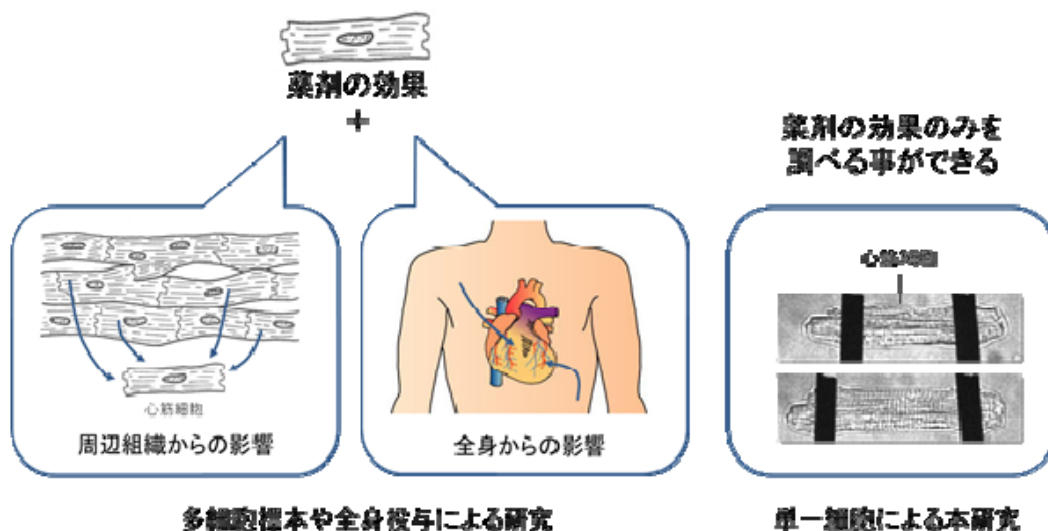 薬剤の効果
+
薬剤の効果のみを
調べる事ができる
心筋細胞
心筋細胞
周辺組織からの影響
全身からの影響
多細胞標本や全身投与による研究
単一細胞による本研究